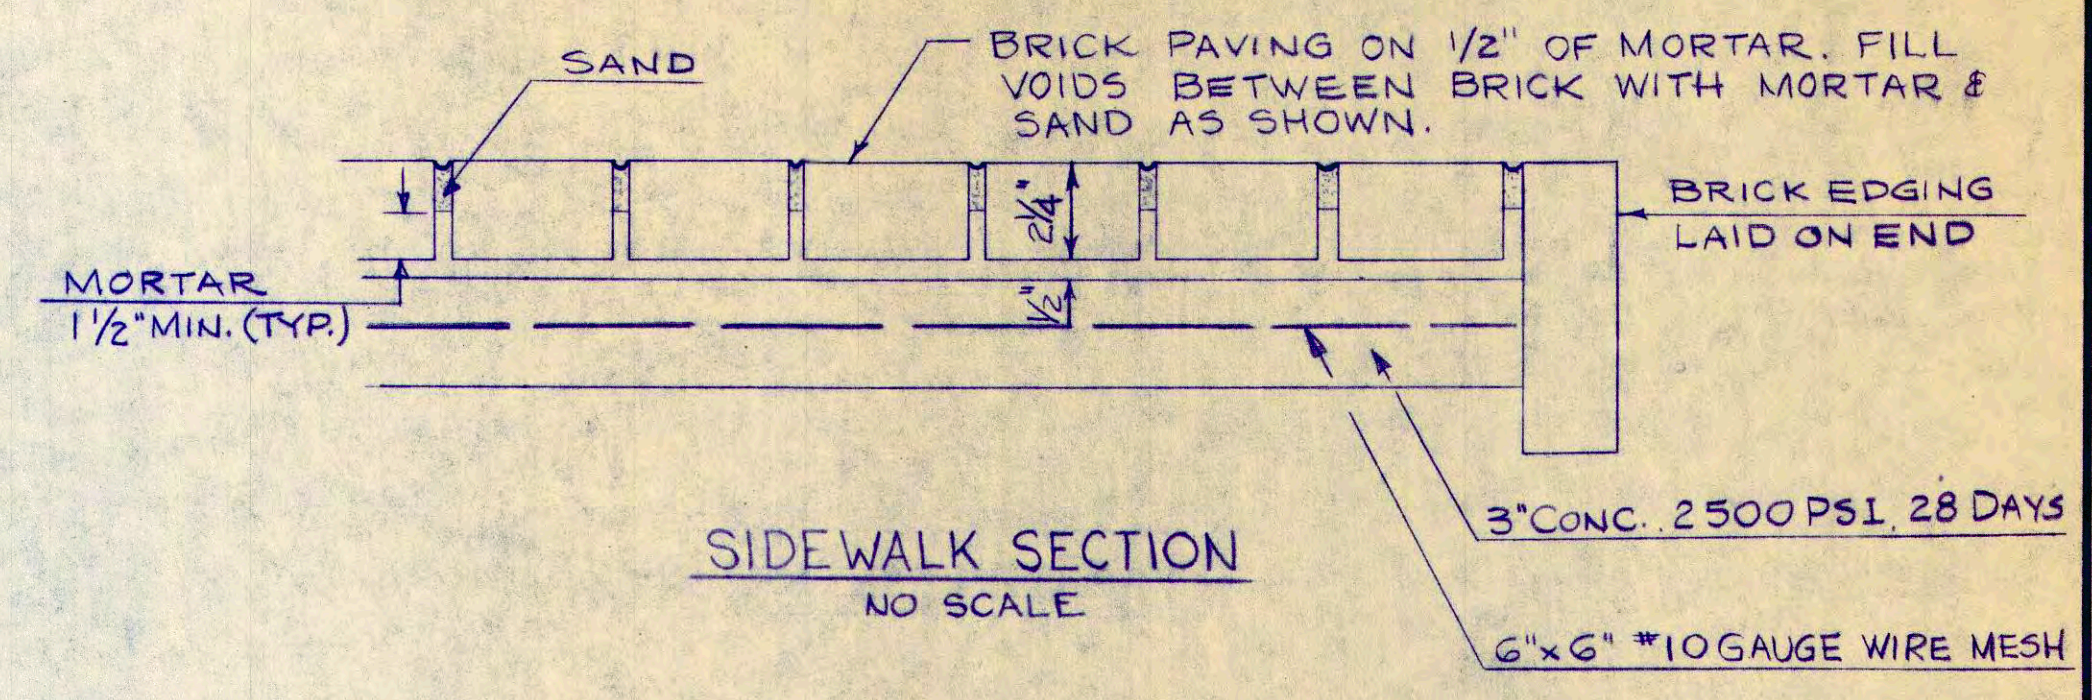 SAND
BRICK PAVING ON 1/2" OF MORTAR. FILL
VOIDS BETWEEN BRICK WITH MORTAR &
SAND AS SHOWN.
2 1/4"
BRICK EDGING
LAID ON END
MORTAR
1 1/2" MIN. (TYP.)
1/2"
3" CONC. 2500 PSI, 28 DAYS
SIDEWALK SECTION
NO SCALE
6"x6" #10 GAUGE WIRE MESH